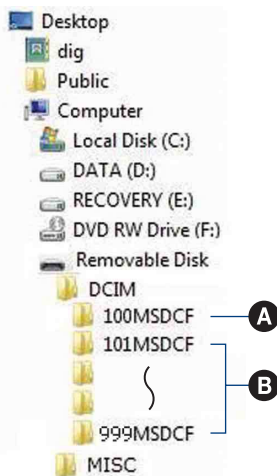 Desktop
dig
Public
Computer
Local Disk (C:)
DATA (D:)
RECOVERY (E:)
DVD RW Drive (F:)
Removable Disk
DCIM
100MSDCF A
101MSDCF
B
999MSDCF
MISC